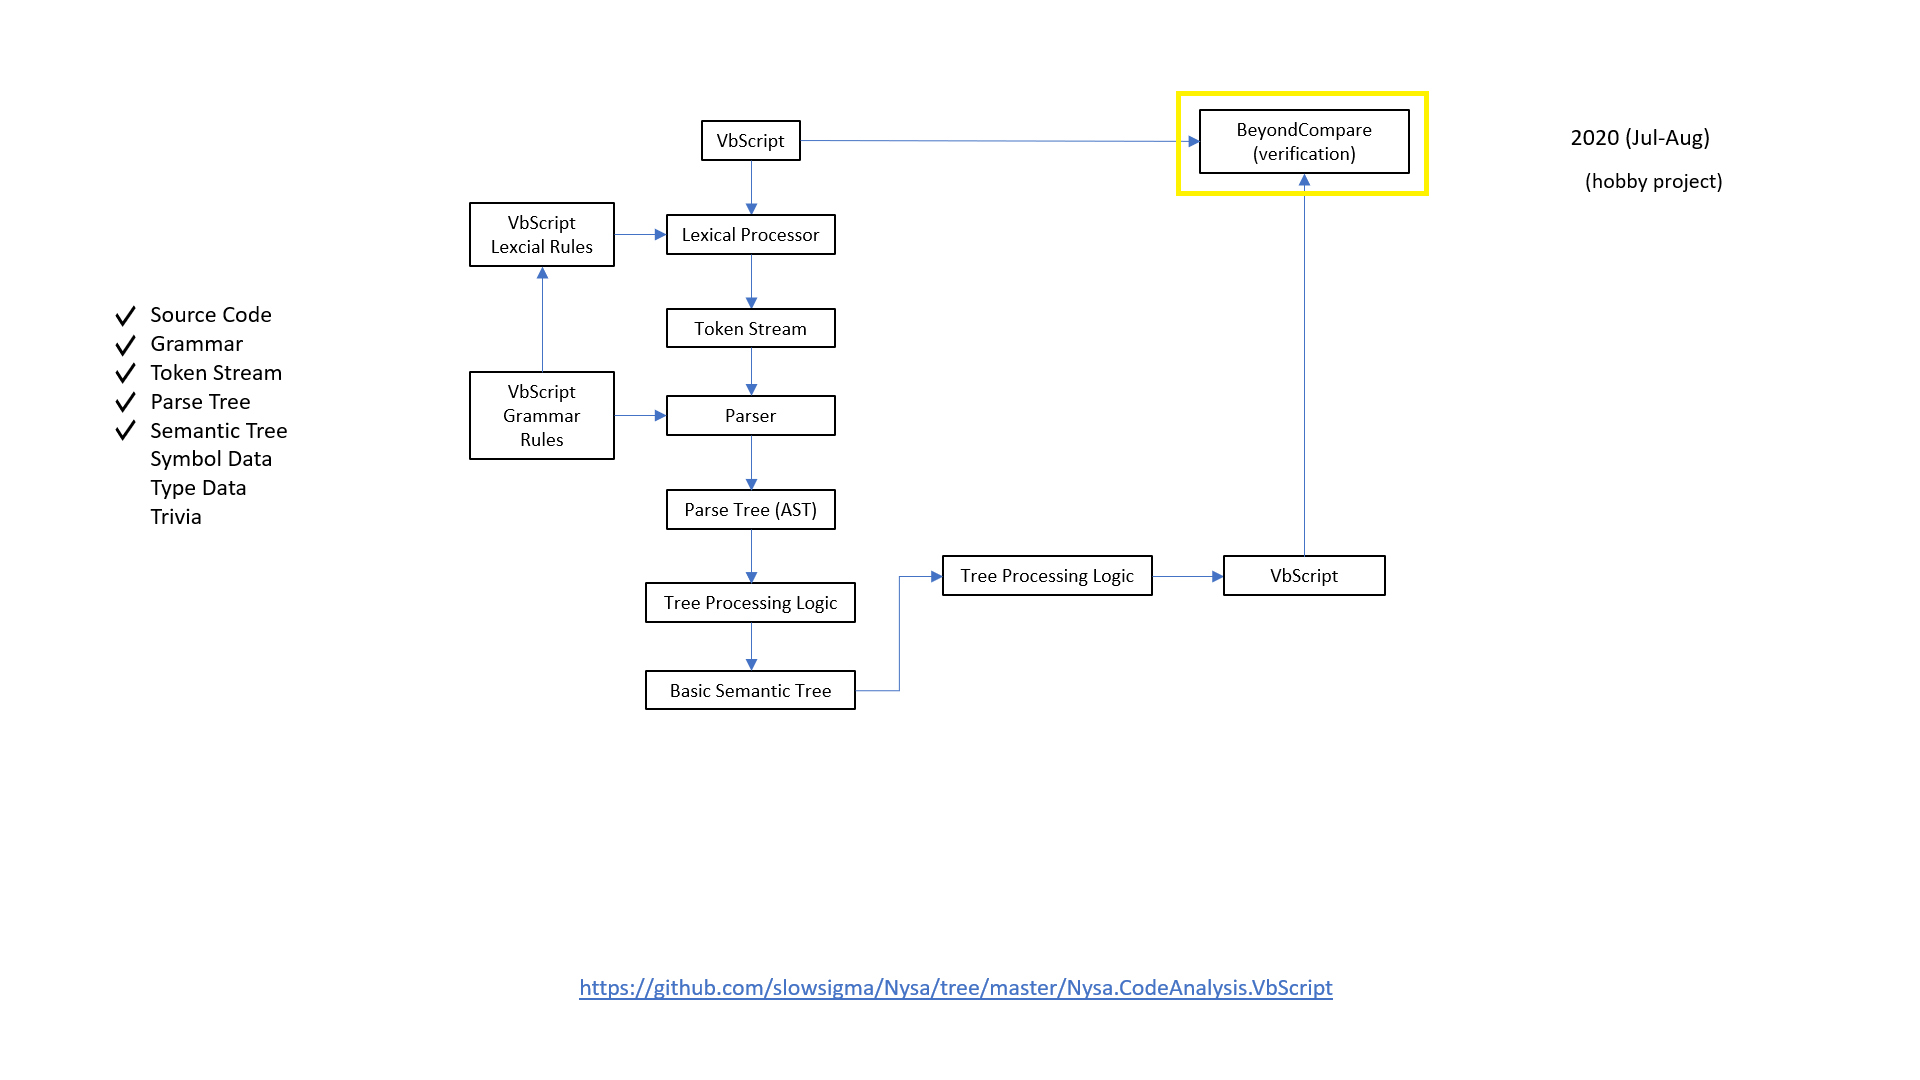 VbScript
BeyondCompare
(verification)
2020 (Jul-Aug)
(hobby project)
VbScript
Lexcial Rules
Lexical Processor
Source Code
Grammar
Token Stream
Parse Tree
Semantic Tree
Symbol Data
Type Data
Trivia
Token Stream
VbScript
Grammar
Rules
Parser
Parse Tree (AST)
Tree Processing Logic
Basic Semantic Tree
Tree Processing Logic
VbScript
https://github.com/slowsigma/Nysa/tree/master/Nysa.CodeAnalysis.VbScript